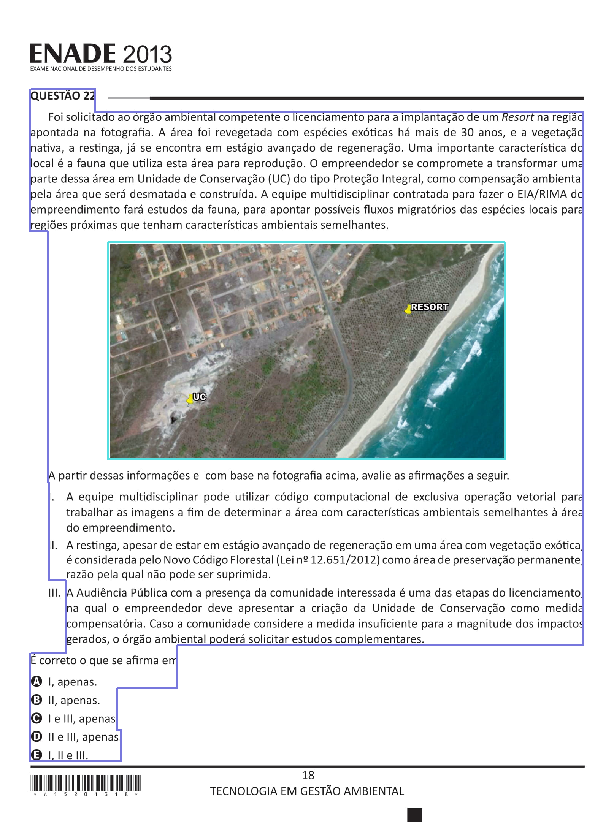 ENADE 2013
EXAME NACIONAL DE DESEMPENHO DOS ESTUDANTES
QUESTÃO 22
Foi solicitado ao órgão ambiental competente o licenciamento para a implantação de um Resort na região
apontada na fotografia. A área foi revegetada com espécies exóticas há mais de 30 anos, e a vegetação
nativa, a restinga, já se encontra em estágio avançado de regeneração. Uma importante característica do
local é a fauna que utiliza esta área para reprodução. O empreendedor se compromete a transformar uma
parte dessa área em Unidade de Conservação (UC) do tipo Proteção Integral, como compensação ambiental
pela área que será desmatada e construída. A equipe multidisciplinar contratada para fazer o EIA/RIMA do
empreendimento fará estudos da fauna, para apontar possíveis fluxos migratórios das espécies locais para
regiões próximas que tenham características ambientais semelhantes.
RESORT
UC
A partir dessas informações e com base na fotografia acima, avalie as afirmações a seguir.
I. A equipe multidisciplinar pode utilizar código computacional de exclusiva operação vetorial para
trabalhar as imagens a fim de determinar a área com características ambientais semelhantes à área
do empreendimento.
II. A restinga, apesar de estar em estágio avançado de regeneração em uma área com vegetação exótica,
é considerada pelo Novo Código Florestal (Lei nº 12.651/2012) como área de preservação permanente,
razão pela qual não pode ser suprimida.
III. A Audiência Pública com a presença da comunidade interessada é uma das etapas do licenciamento,
na qual o empreendedor deve apresentar a criação da Unidade de Conservação como medida
compensatória. Caso a comunidade considere a medida insuficiente para a magnitude dos impactos
gerados, o órgão ambiental poderá solicitar estudos complementares.
É correto o que se afirma em
A I, apenas.
B II, apenas.
C I e III, apenas.
D II e III, apenas.
E I, II e III.
18
TECNOLOGIA EM GESTÃO AMBIENTAL